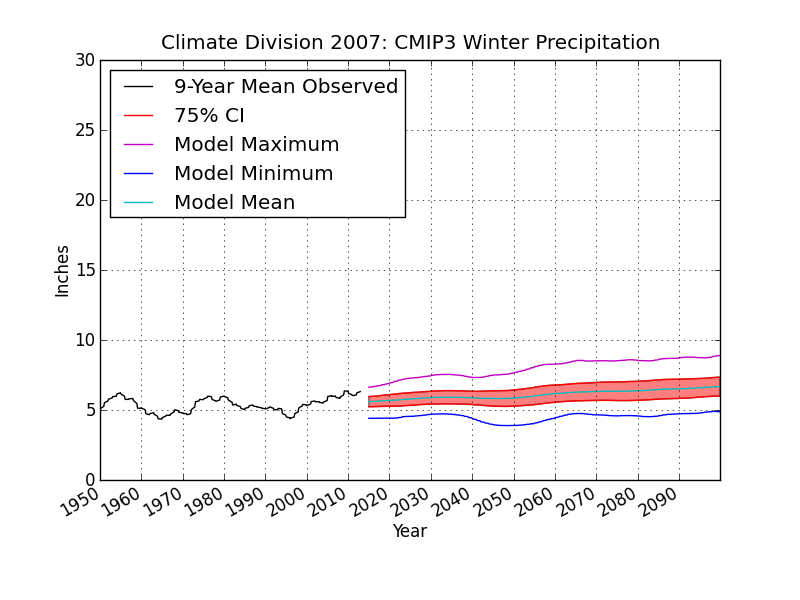 Climate Division 2007: CMIP3 Winter Precipitation
30
25
20
15
10
5
0
Inches
9-Year Mean Observed
75% CI
Model Maximum
Model Minimum
Model Mean
1950 1960 1970 1980 1990 2000 2010 2020 2030 2040 2050 2060 2070 2080 2090
Year